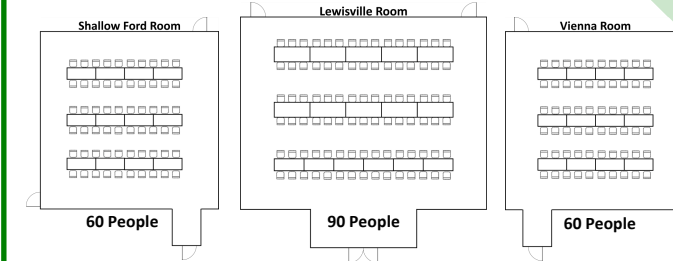 Shallow Ford Room
Lewisville Room
Vienna Room
60 People
90 People
60 People